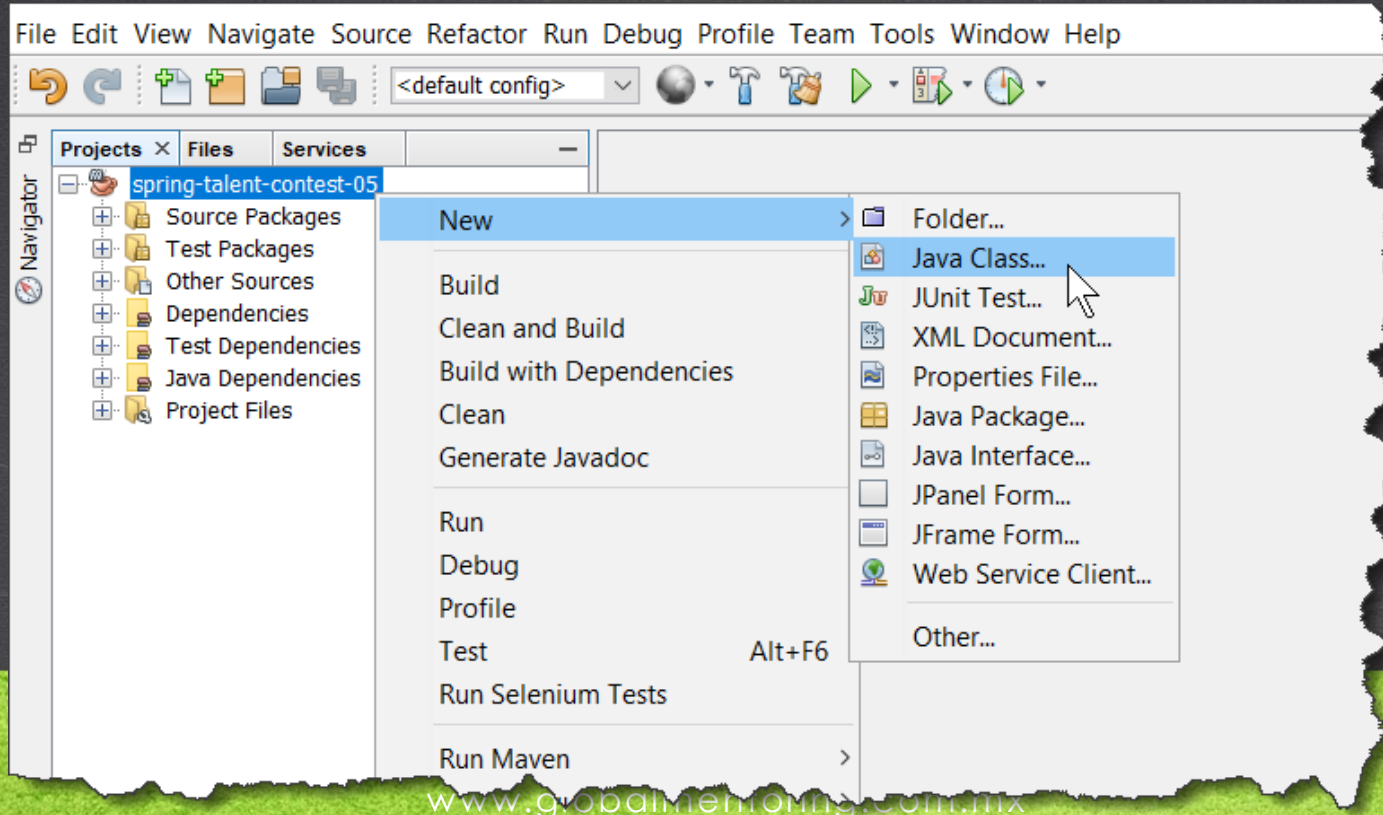 File Edit View Navigate Source Refactor Run Debug Profile Team Tools Window Help
<default config>
Projects Files Services
Navigator
spring-talent-contest-05
Source Packages
Test Packages
Other Sources
Dependencies
Test Dependencies
Java Dependencies
Project Files
New
Build
Clean and Build
Build with Dependencies
Clean
Generate Javadoc
Run
Debug
Profile
Test Alt+F6
Run Selenium Tests
Run Maven
Folder...
Java Class...
JUnit Test...
XML Document...
Properties File...
Java Package...
Java Interface...
JPanel Form...
JFrame Form...
Web Service Client...
Other...
www.globalmentoring.com.mx